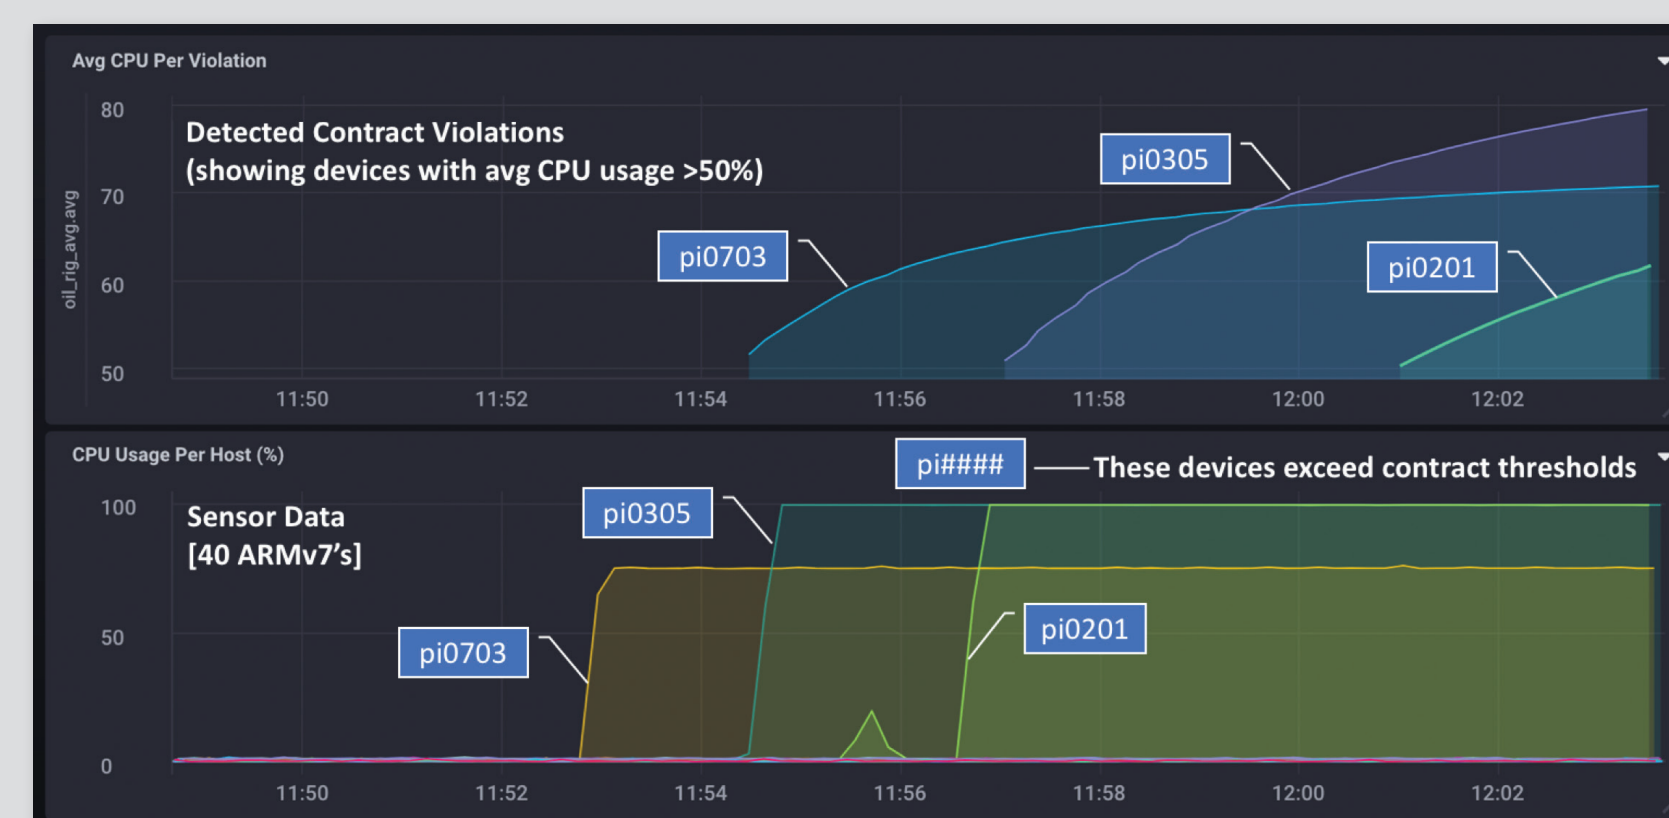 Avg CPU Per Violation
80
Detected Contract Violations
(showing devices with avg CPU usage >50%)
pi0305
70
pi0703
pi0201
60
oil_rig_avg.avg
50
11:50 11:52 11:54 11:56 11:58 12:00 12:02
CPU Usage Per Host (%)
pi#### These devices exceed contract thresholds
100
Sensor Data
[40 ARMv7's]
pi0305
pi0201
50
pi0703
0
11:50 11:52 11:54 11:56 11:58 12:00 12:02